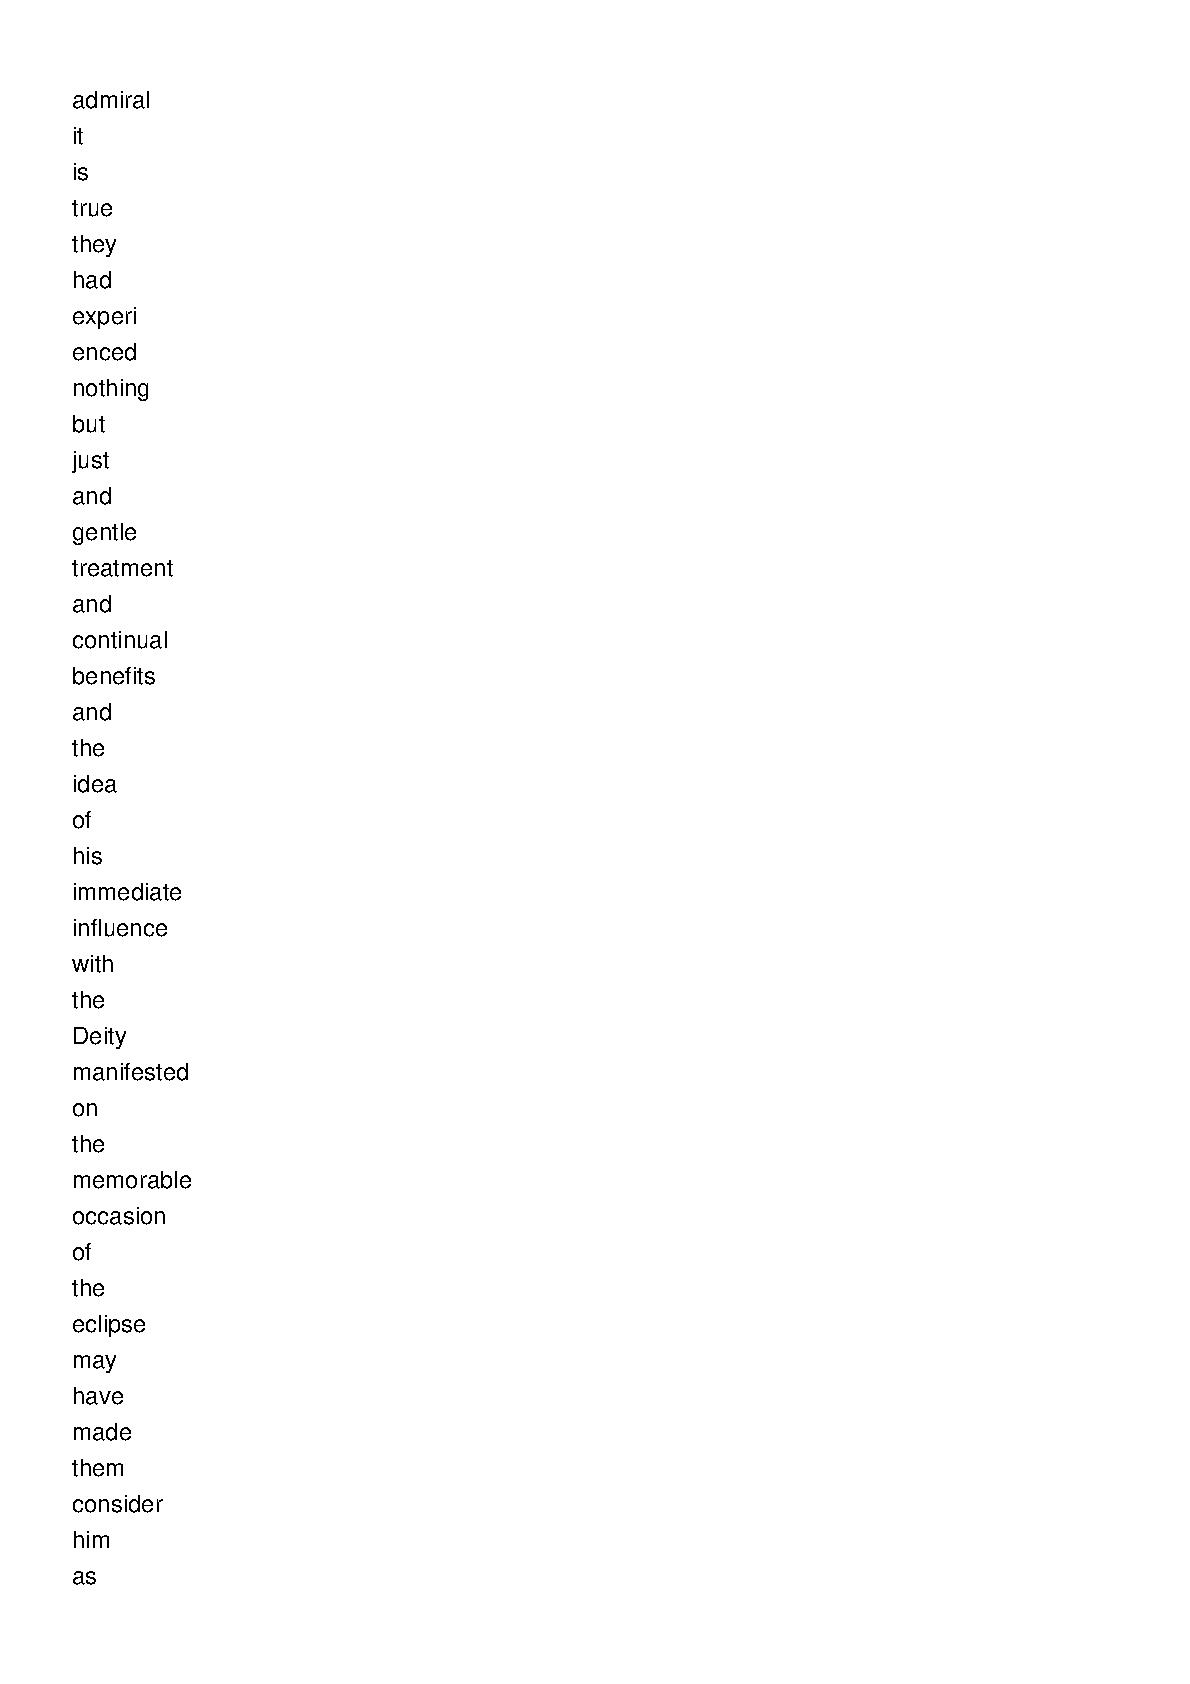 admiral
it
is
true
they
had
experi
enced
nothing
but
just
and
gentle
treatment
and
continual
benefits
and
the
idea
of
his
immediate
influence
with
the
Deity
manifested
on
the
memorable
occasion
of
the
eclipse
may
have
made
them
consider
him
as